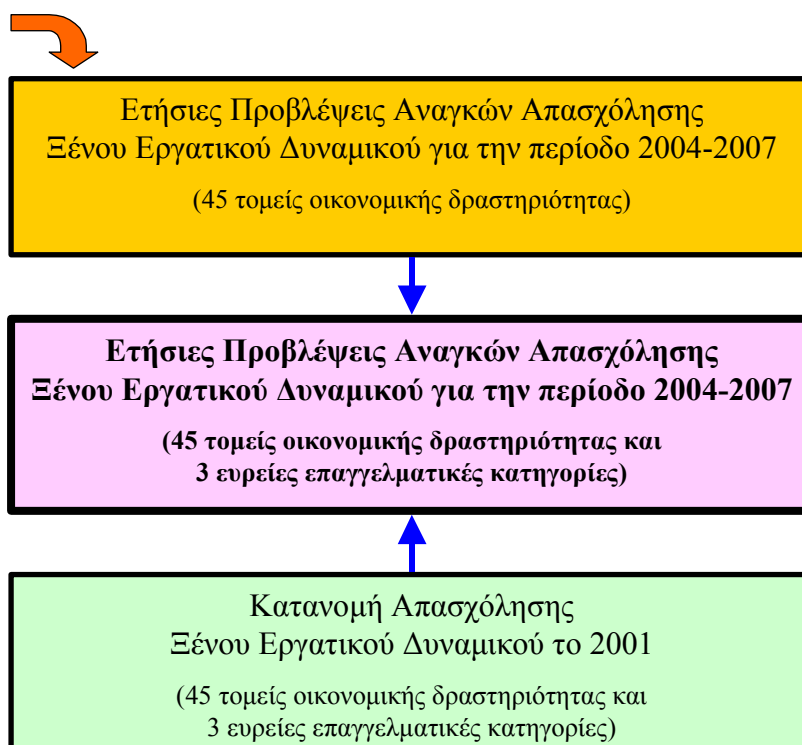 Ετήσιες Προβλέψεις Αναγκών Απασχόλησης
Ξένου Εργατικού Δυναμικού για την περίοδο 2004-2007
(45 τομείς οικονομικής δραστηριότητας)
Ετήσιες Προβλέψεις Αναγκών Απασχόλησης
Ξένου Εργατικού Δυναμικού για την περίοδο 2004-2007
(45 τομείς οικονομικής δραστηριότητας και
3 ευρείες επαγγελματικές κατηγορίες)
Κατανομή Απασχόλησης
Ξένου Εργατικού Δυναμικού το 2001
(45 τομείς οικονομικής δραστηριότητας και
3 ευρείες επαγγελματικές κατηγορίες)